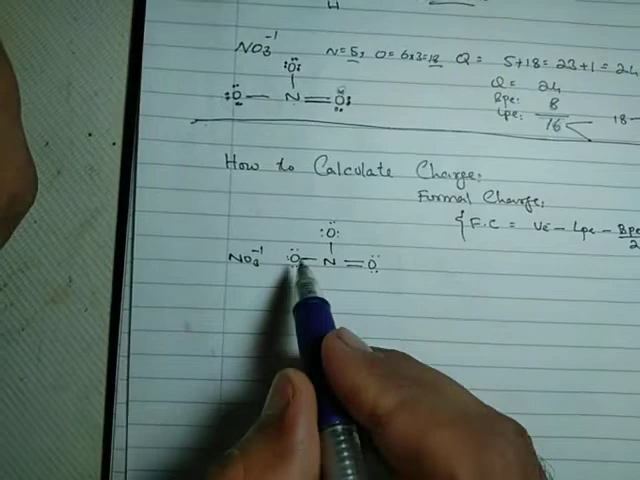 H
NO3⁻¹ N=5, O=6x3=18 Q= 5+18=23+1=24
Q= 24
:Ö: Bpe: 8
:Ö— N =Ö: Lpe: 16 18—
How to Calculate Charge:
Formal Charge:
{F.C = Ve⁻ - Lpe - Bpe/2
:Ö:
NO3⁻¹ :Ö— N =Ö